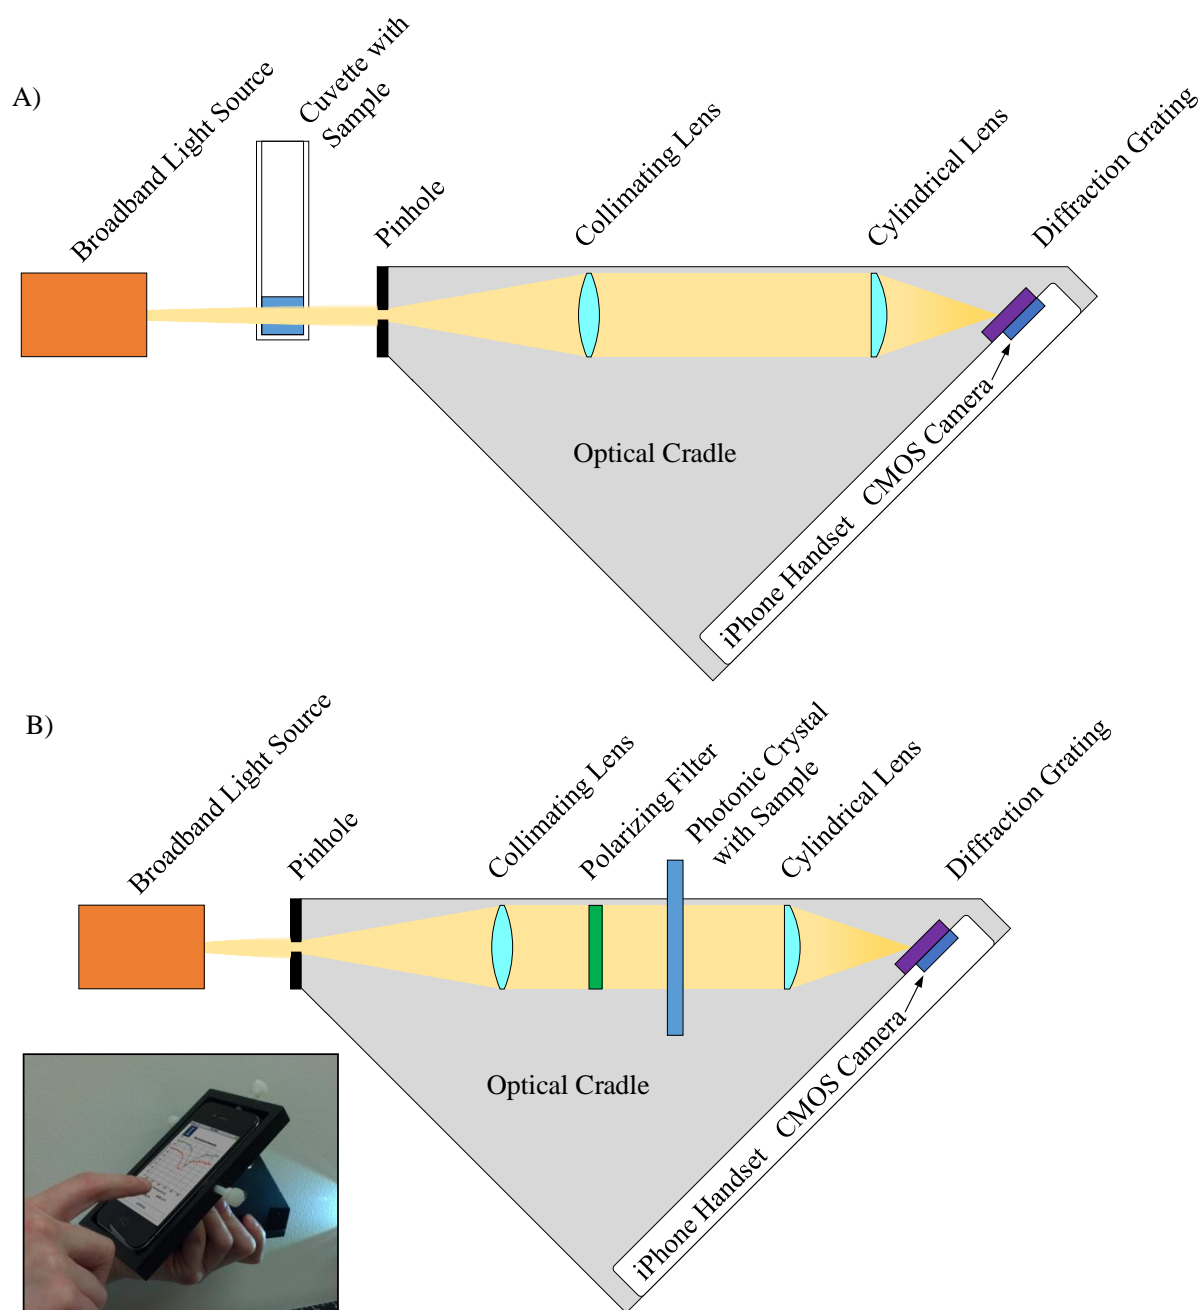 A)
Broadband Light Source
Cuvette with
Sample
Pinhole
Collimating Lens
Cylindrical Lens
Diffraction Grating
Optical Cradle
iPhone Handset
CMOS Camera
B)
Broadband Light Source
Pinhole
Collimating Lens
Polarizing Filter
Photonic Crystal
with Sample
Cylindrical Lens
Diffraction Grating
Optical Cradle
iPhone Handset
CMOS Camera